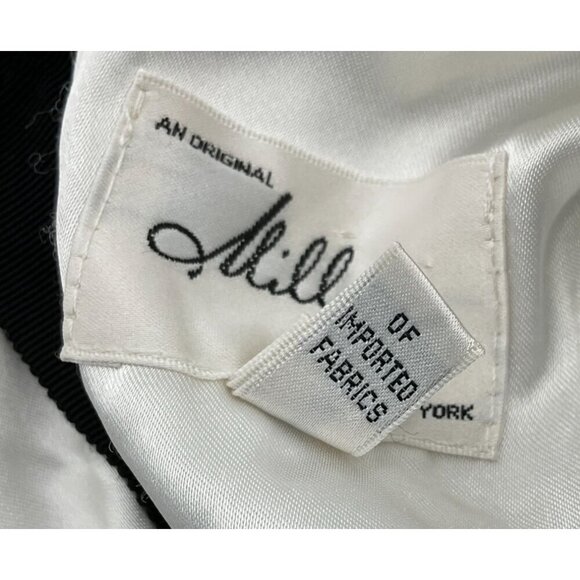 AN ORIGINAL
Mill
YORK
OF
IMPORTED
FABRICS